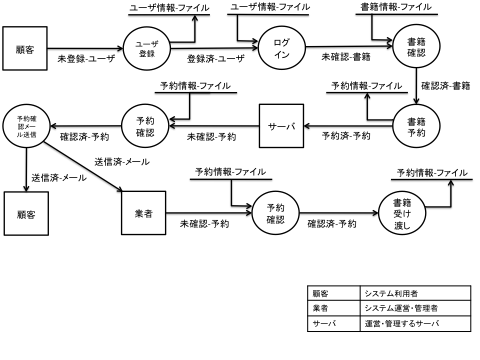 ユーザ情報-ファイル
ユーザ情報-ファイル
書籍情報-ファイル
顧客
ユーザ
登録
ログ
イン
書籍
確認
未登録-ユーザ
登録済-ユーザ
未確認-書籍
確認済-書籍
予約情報-ファイル
予約情報-ファイル
予約確
認メー
ル送信
予約
確認
サーバ
書籍
予約
確認済-予約
未確認-予約
予約済-予約
送信済-メール
送信済-メール
予約情報-ファイル
予約情報-ファイル
顧客
業者
予約
確認
書籍
受け
渡し
未確認-予約
確認済-予約
顧客 システム利用者
業者 システム運営・管理者
サーバ 運営・管理するサーバ